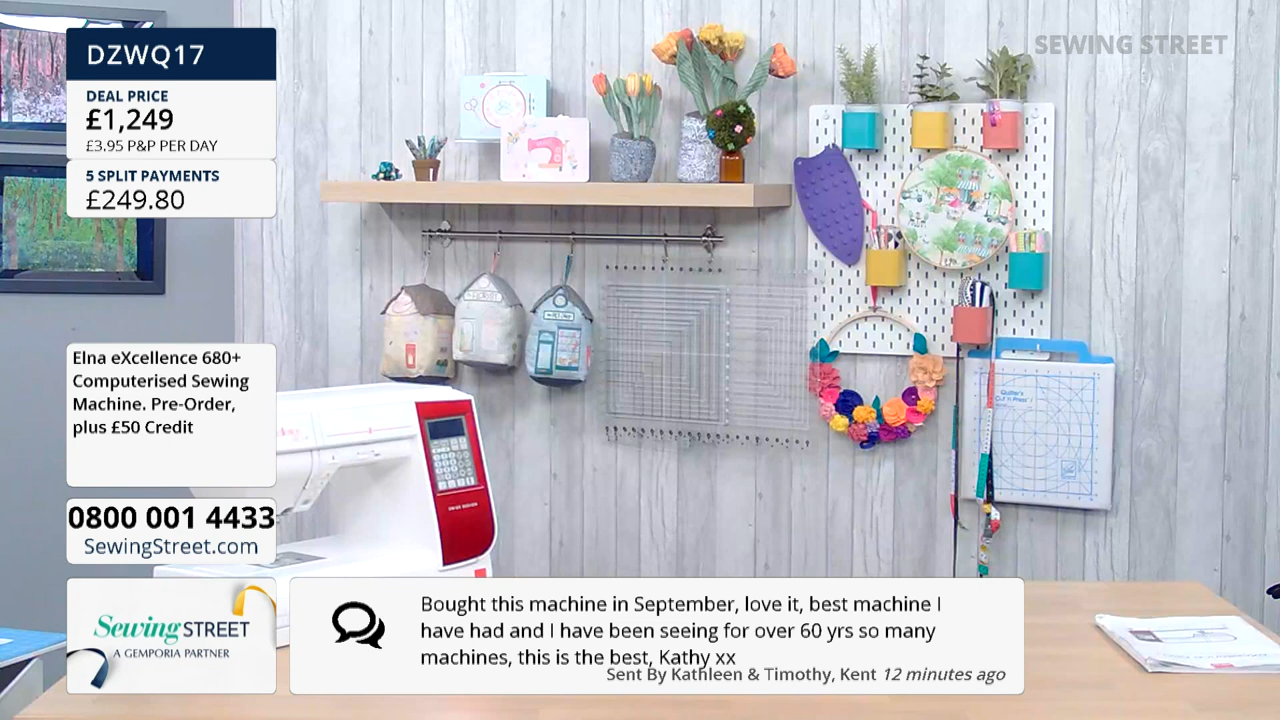 DZWQ17
DEAL PRICE
£1,249
£3.95 P&P PER DAY
5 SPLIT PAYMENTS
£249.80
SEWING STREET
Elna eXcellence 680+
Computerised Sewing
Machine. Pre-Order,
plus £50 Credit
0800 001 4433
SewingStreet.com
Sewing STREET
A GEMPORIA PARTNER
Bought this machine in September, love it, best machine I
have had and I have been seeing for over 60 yrs so many
machines, this is the best, Kathy xx
Sent By Kathleen & Timothy, Kent 12 minutes ago